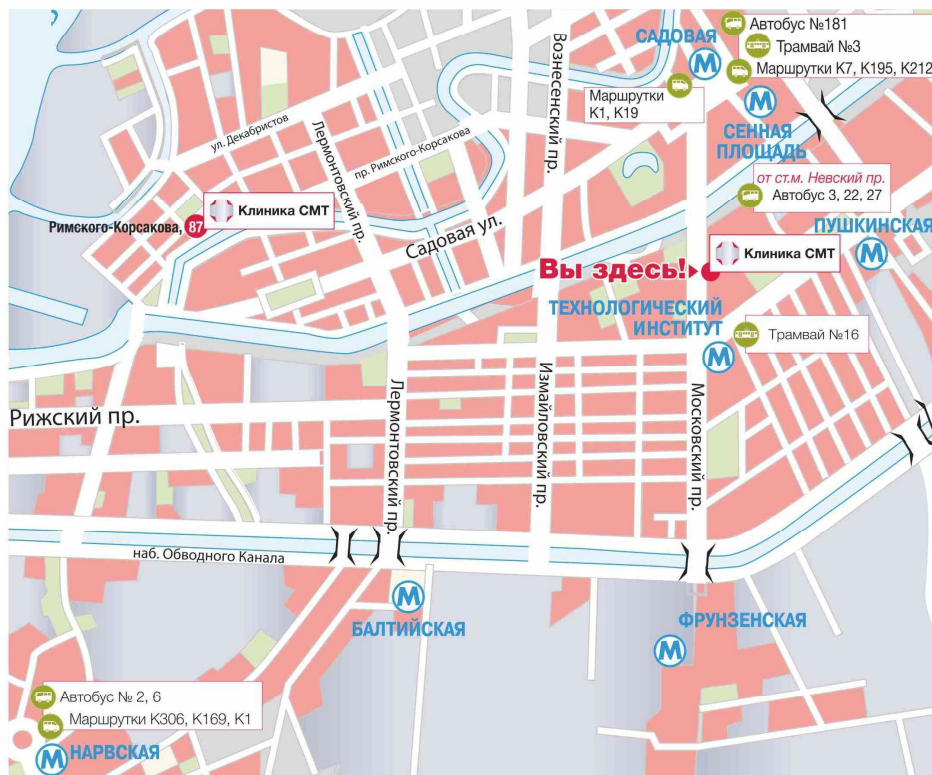 Автобус №181
Трамвай №3
Маршрутки К7, К195, К212
САДОВАЯ
М
Маршрутки
К1, К19
М
СЕННАЯ
ПЛОЩАДЬ
Вознесенский пр.
ул. Декабристов
Лермонтовский пр.
пр. Римского-Корсакова
от ст.м. Невский пр.
Автобус 3, 22, 27
Римского-Корсакова, 87
Клиника СМТ
Садовая ул.
ПУШКИНСКАЯ
М
Клиника СМТ
Вы здесь!
ТЕХНОЛОГИЧЕСКИЙ
ИНСТИТУТ
М
Трамвай №16
Рижский пр.
Лермонтовский пр.
Измайловский пр.
Московский пр.
наб. Обводного Канала
М
БАЛТИЙСКАЯ
ФРУНЗЕНСКАЯ
М
Автобус № 2, 6
Маршрутки К306, К169, К1
М
НАРВСКАЯ